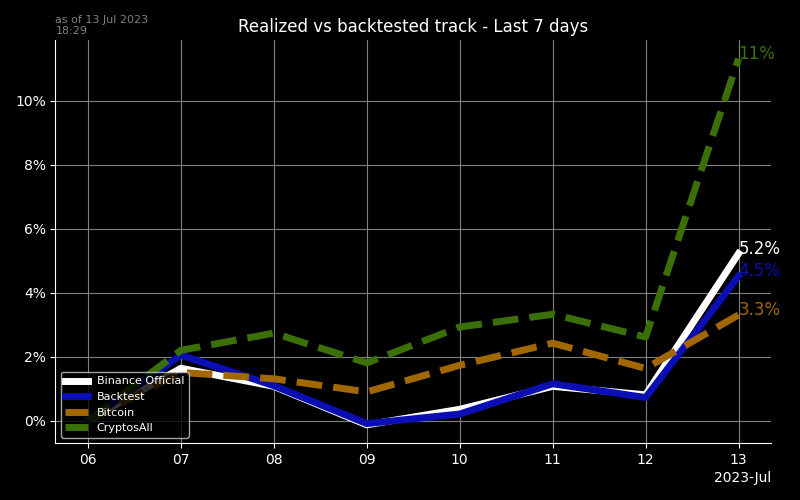 as of 13 Jul 2023
18:29
Realized vs backtested track - Last 7 days
11%
10%
8%
6%
5.2%
4.5%
4%
3.3%
2%
0%
Binance Official
Backtest
Bitcoin
CryptosAll
06 07 08 09 10 11 12 13
2023-Jul